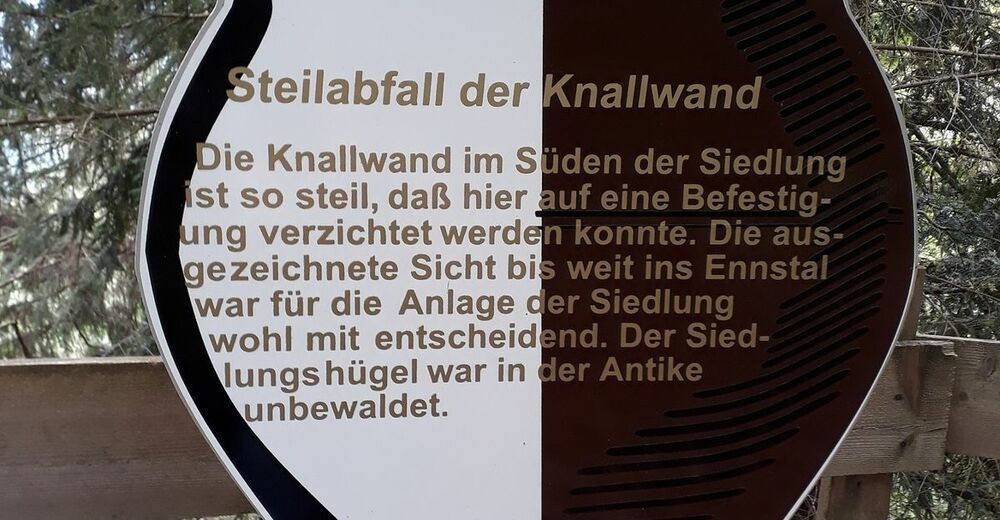 Steilabfall der Knallwand
Die Knallwand im Süden der Siedlung
ist so steil, daß hier auf eine Befestig-
ung verzichtet werden konnte. Die aus-
gezeichnete Sicht bis weit ins Ennstal
war für die Anlage der Siedlung
wohl mit entscheidend. Der Sied-
lungshügel war in der Antike
unbewaldet.